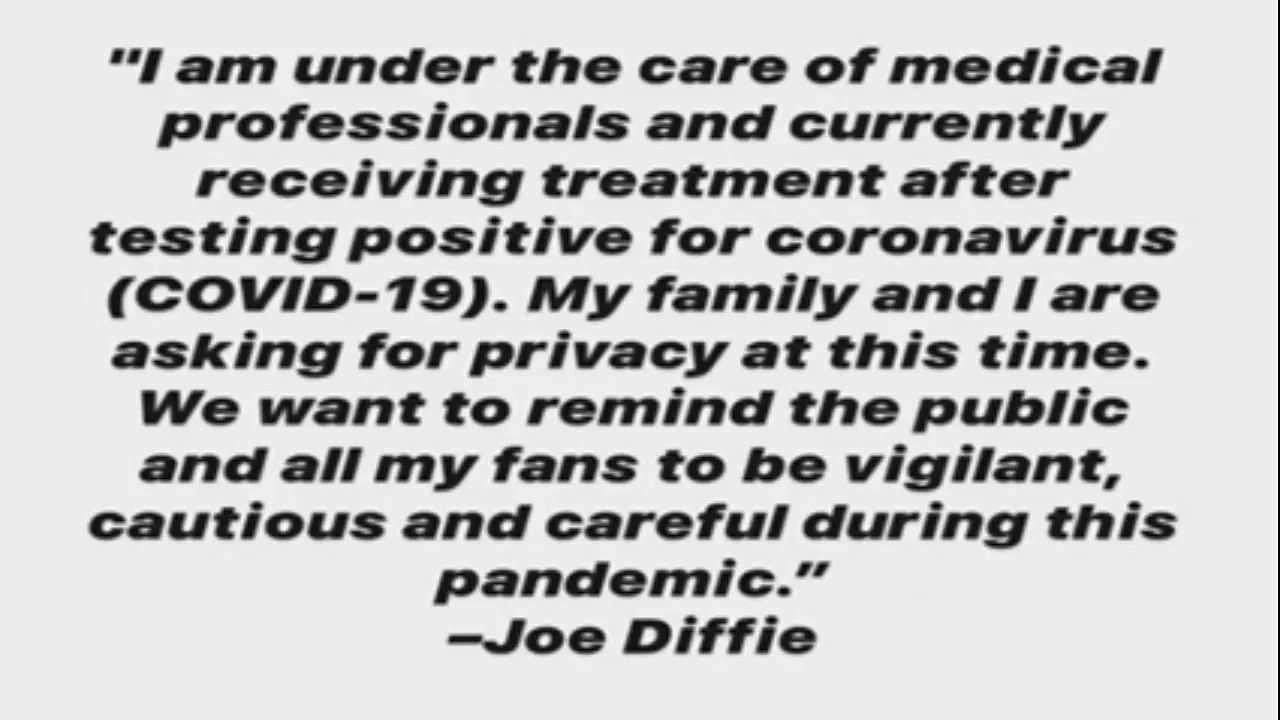 "I am under the care of medical
professionals and currently
receiving treatment after
testing positive for coronavirus
(COVID-19). My family and I are
asking for privacy at this time.
We want to remind the public
and all my fans to be vigilant,
cautious and careful during this
pandemic.”
–Joe Diffie